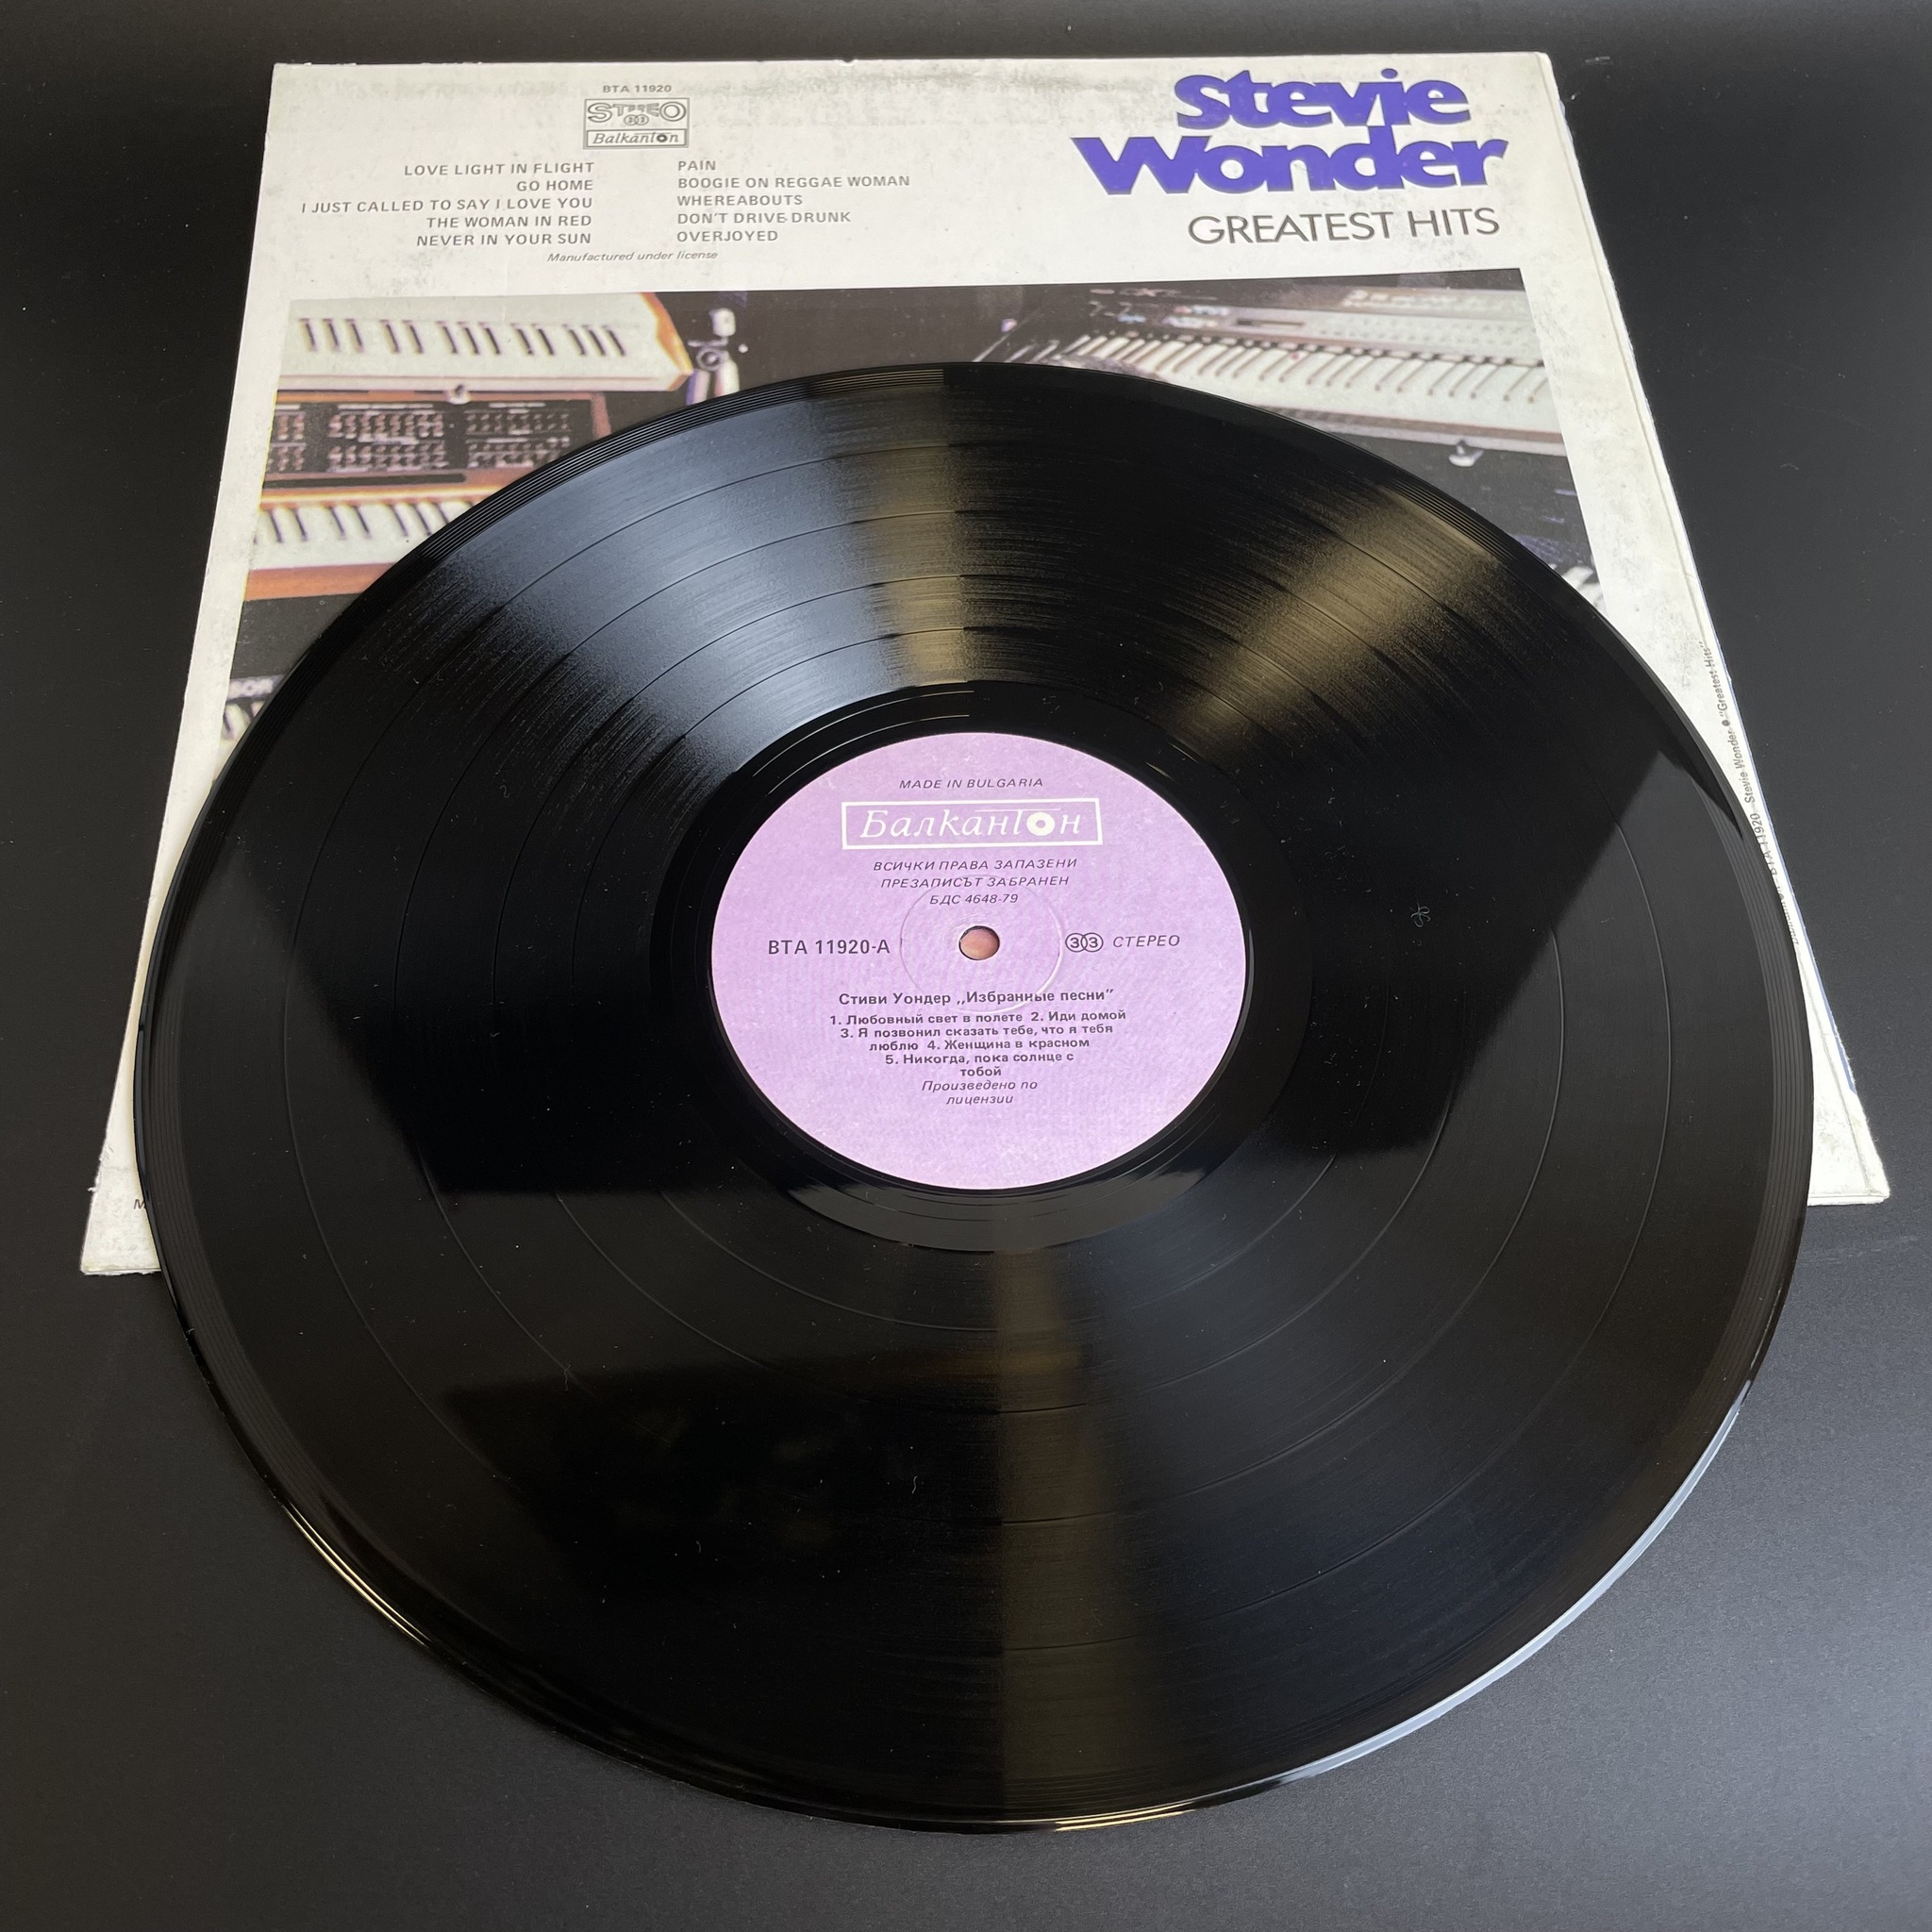 BTA 11920
STEREO
33
Balkanton
LOVE LIGHT IN FLIGHT
GO HOME
I JUST CALLED TO SAY I LOVE YOU
THE WOMAN IN RED
NEVER IN YOUR SUN
PAIN
BOOGIE ON REGGAE WOMAN
WHEREABOUTS
DON'T DRIVE DRUNK
OVERJOYED
Manufactured under license
Stevie
Wonder
GREATEST HITS
BTA 11920 Stevie Wonder • "Greatest Hits"
MADE IN BULGARIA
Балкантон
ВСИЧКИ ПРАВА ЗАПАЗЕНИ
ПРЕЗАПИСЪТ ЗАБРАНЕН
БДС 4648-79
ВТА 11920-А
33 СТЕРЕО
Стиви Уондер „Избранные песни”
1. Любовный свет в полете 2. Иди домой
3. Я позвонил сказать тебе, что я тебя
люблю 4. Женщина в красном
5. Никогда, пока солнце с
тобой
Произведено по
лицензии